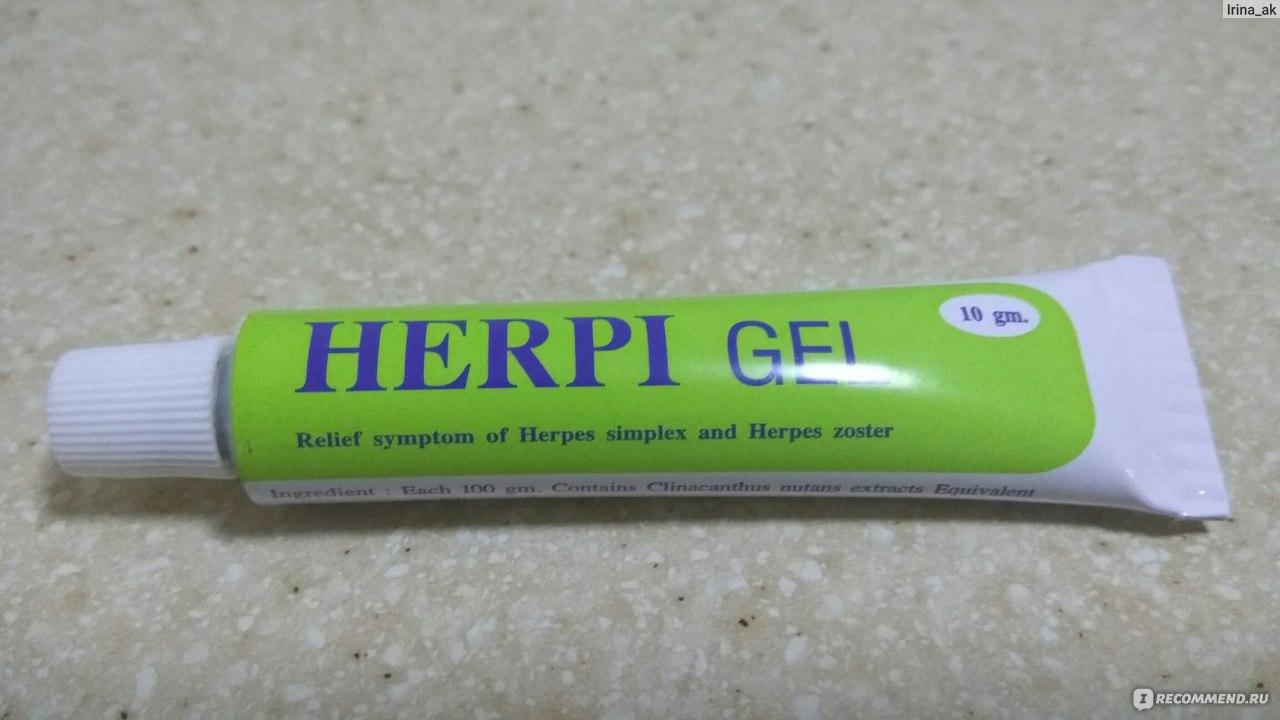 Irina_ak
HERPI GEL
10 gm.
Relief symptom of Herpes simplex and Herpes zoster
Ingredient : Each 100 gm. Contains Clinacanthus nutans extracts Equivalent
IRECOMMEND.RU